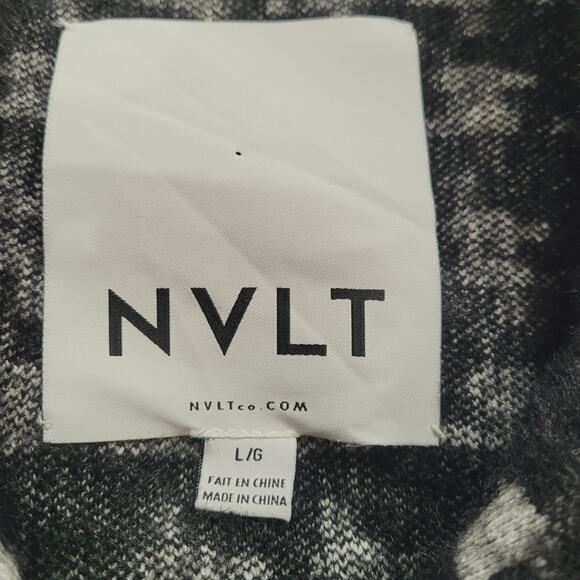 NVLT
NVLTco.COM
L/G
FAIT EN CHINE
MADE IN CHINA